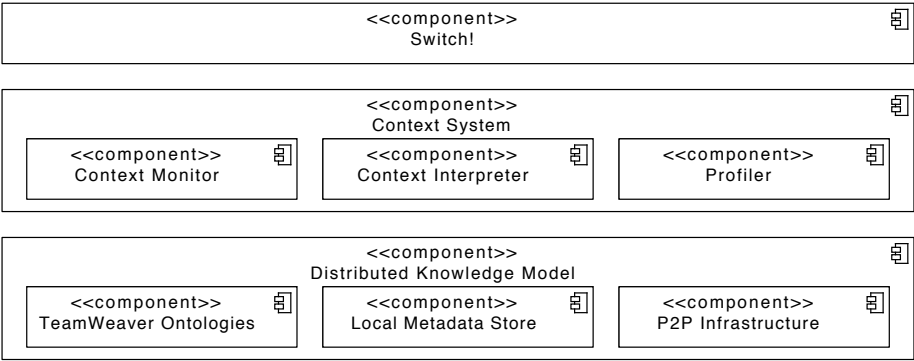 <<component>>
Switch!
<<component>>
Context System
<<component>>
Context Monitor
<<component>>
Context Interpreter
<<component>>
Profiler
<<component>>
Distributed Knowledge Model
<<component>>
TeamWeaver Ontologies
<<component>>
Local Metadata Store
<<component>>
P2P Infrastructure